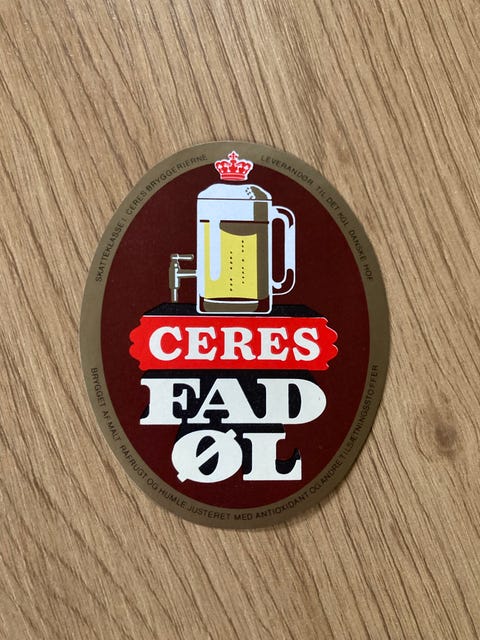 SKATTEKLASSE I CERES BRYGGERIERNE
LEVERANDØR TIL DET KGL. DANSKE HOF
CERES
FAD
ØL
BRYGGET AF MALT RÅFRUGT OG HUMLE JUSTERET MED ANTIOXIDANT OG ANDRE TILSÆTNINGSSTOFFER